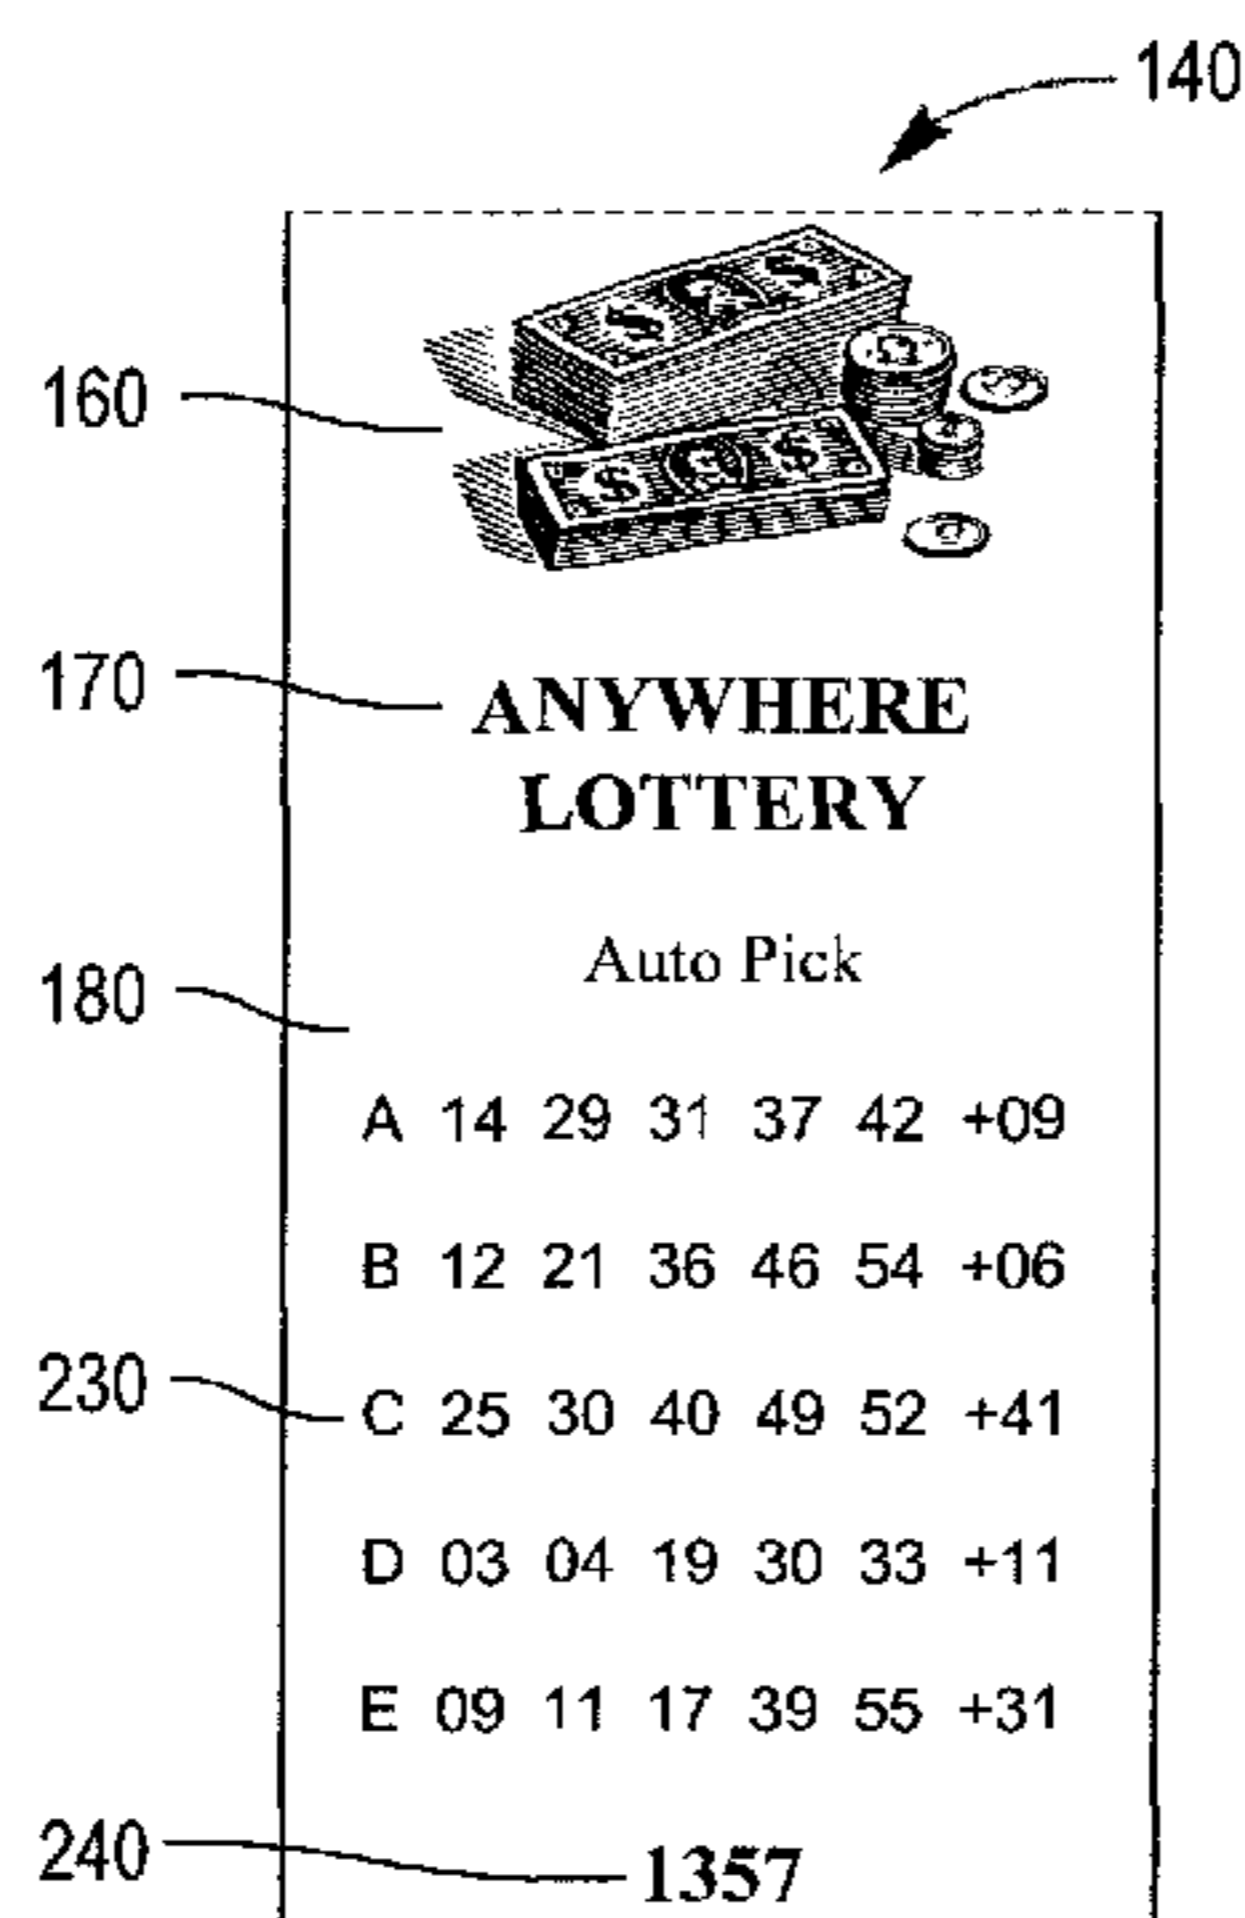 140
160
170
ANYWHERE
LOTTERY
Auto Pick
180
A 14 29 31 37 42 +09
B 12 21 36 46 54 +06
230
C 25 30 40 49 52 +41
D 03 04 19 30 33 +11
E 09 11 17 39 55 +31
240
1357